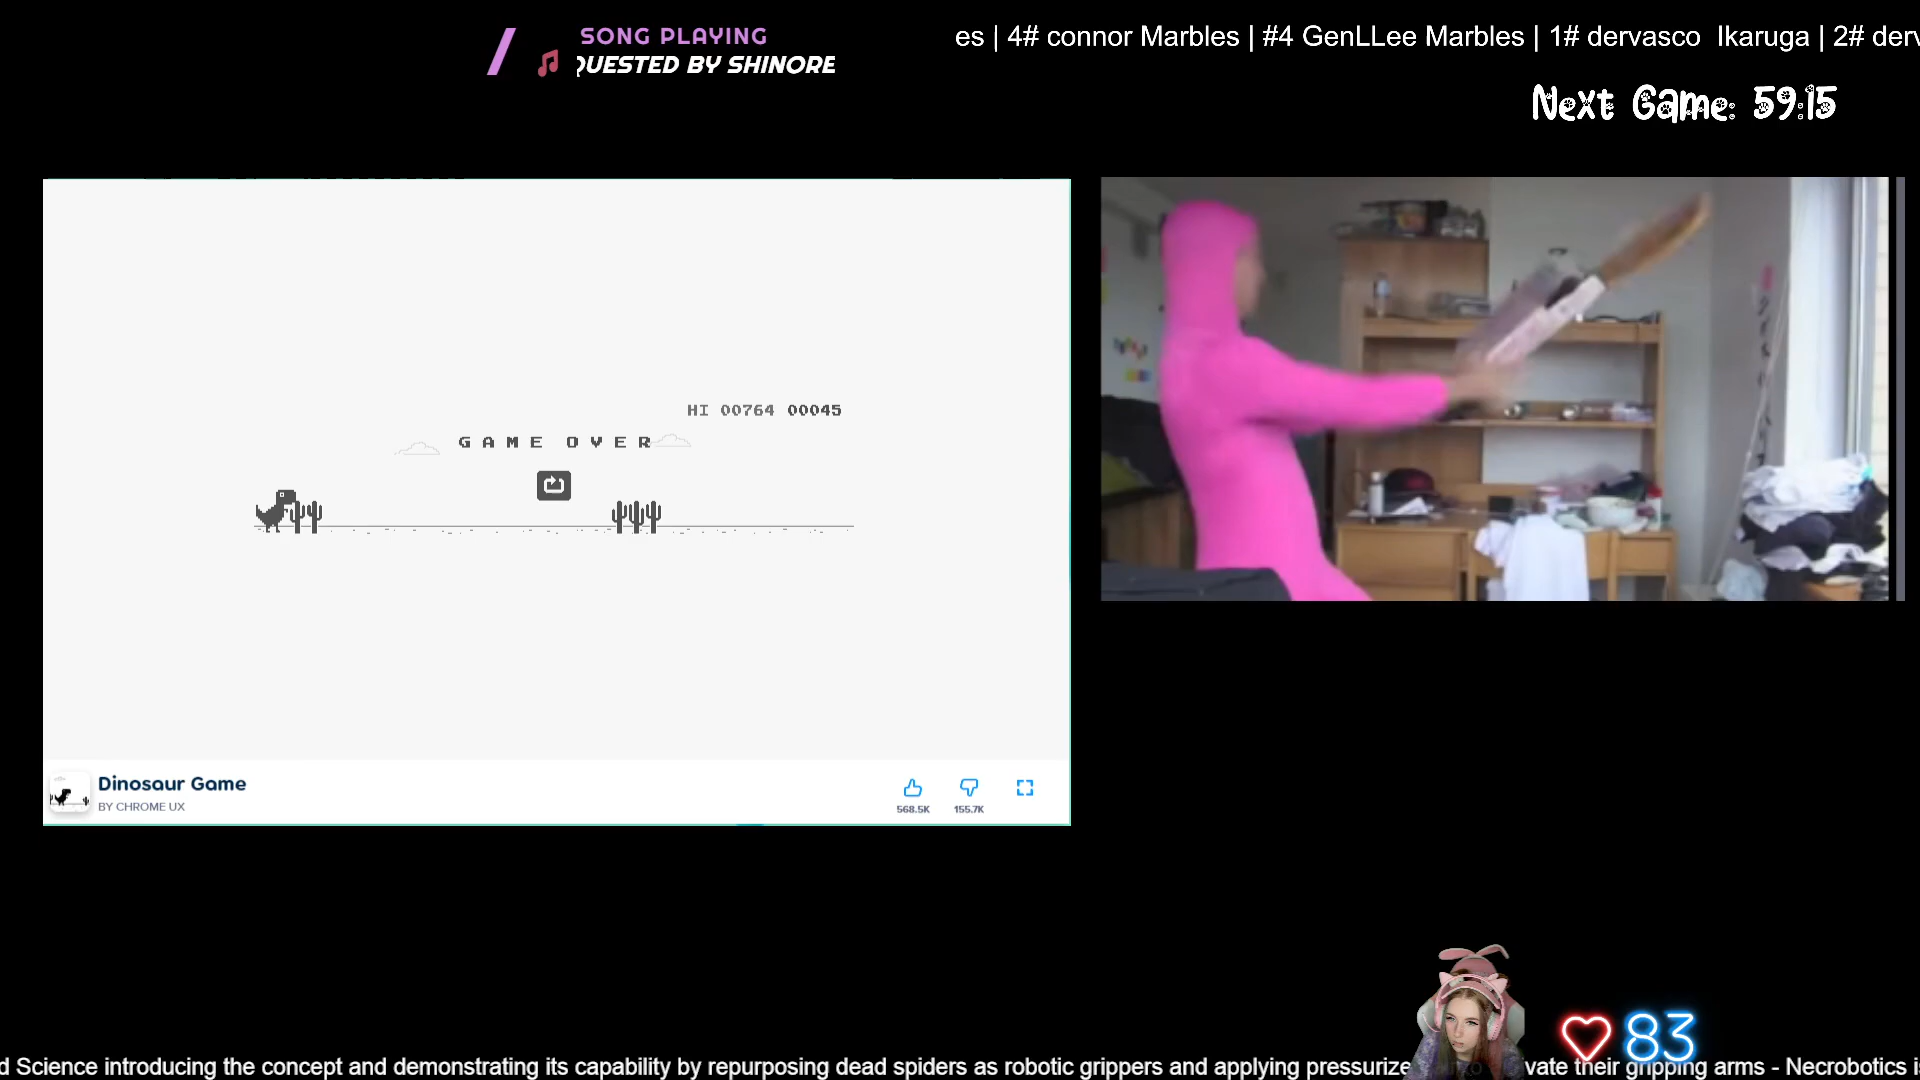 SONG PLAYING
QUESTED BY SHINORE
es | 4# connor Marbles | #4 GenLLee Marbles | 1# dervasco Ikaruga | 2# derv
Next Game: 59:15
HI 00764 00045
GAME OVER
Dinosaur Game
BY CHROME UX
568.5K
155.7K
83
d Science introducing the concept and demonstrating its capability by repurposing dead spiders as robotic grippers and applying pressurize vate their gripping arms - Necrobotics i